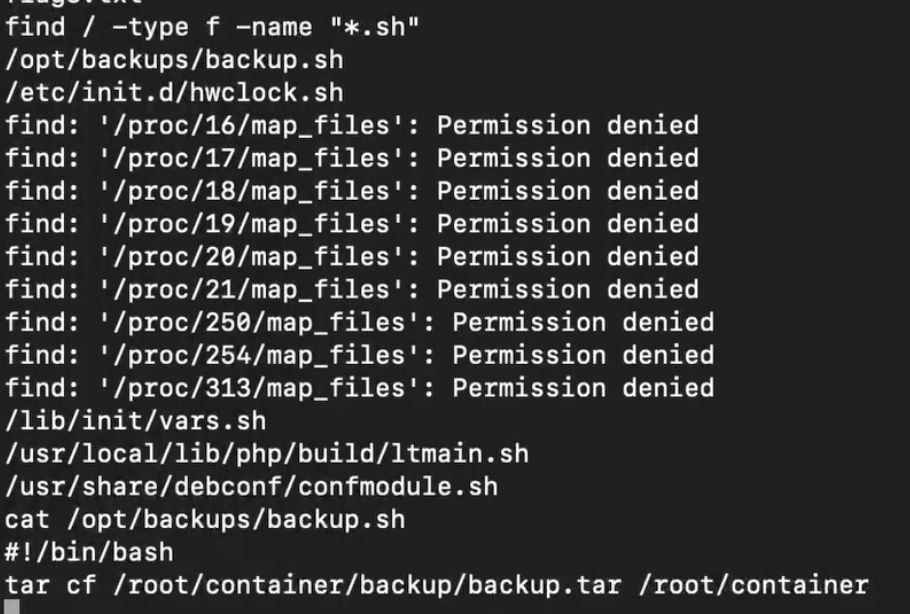 find / -type f -name "*.sh"
/opt/backups/backup.sh
/etc/init.d/hwclock.sh
find: '/proc/16/map_files': Permission denied
find: '/proc/17/map_files': Permission denied
find: '/proc/18/map_files': Permission denied
find: '/proc/19/map_files': Permission denied
find: '/proc/20/map_files': Permission denied
find: '/proc/21/map_files': Permission denied
find: '/proc/250/map_files': Permission denied
find: '/proc/254/map_files': Permission denied
find: '/proc/313/map_files': Permission denied
/lib/init/vars.sh
/usr/local/lib/php/build/ltmain.sh
/usr/share/debconf/confmodule.sh
cat /opt/backups/backup.sh
#!/bin/bash
tar cf /root/container/backup/backup.tar /root/container